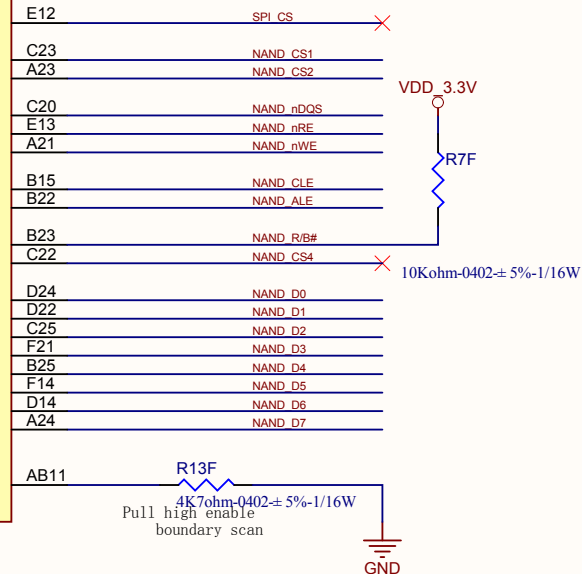 E12 SPI_CS
C23 NAND_CS1
A23 NAND_CS2
VDD_3.3V
C20 NAND_nDQS
E13 NAND_nRE
A21 NAND_nWE
R7F
B15 NAND_CLE
B22 NAND_ALE
B23 NAND_R/B#
C22 NAND_CS4
10Kohm-0402-± 5%-1/16W
D24 NAND_D0
D22 NAND_D1
C25 NAND_D2
F21 NAND_D3
B25 NAND_D4
F14 NAND_D5
D14 NAND_D6
A24 NAND_D7
R13F
AB11
4K7ohm-0402-± 5%-1/16W
Pull high enable
boundary scan
GND